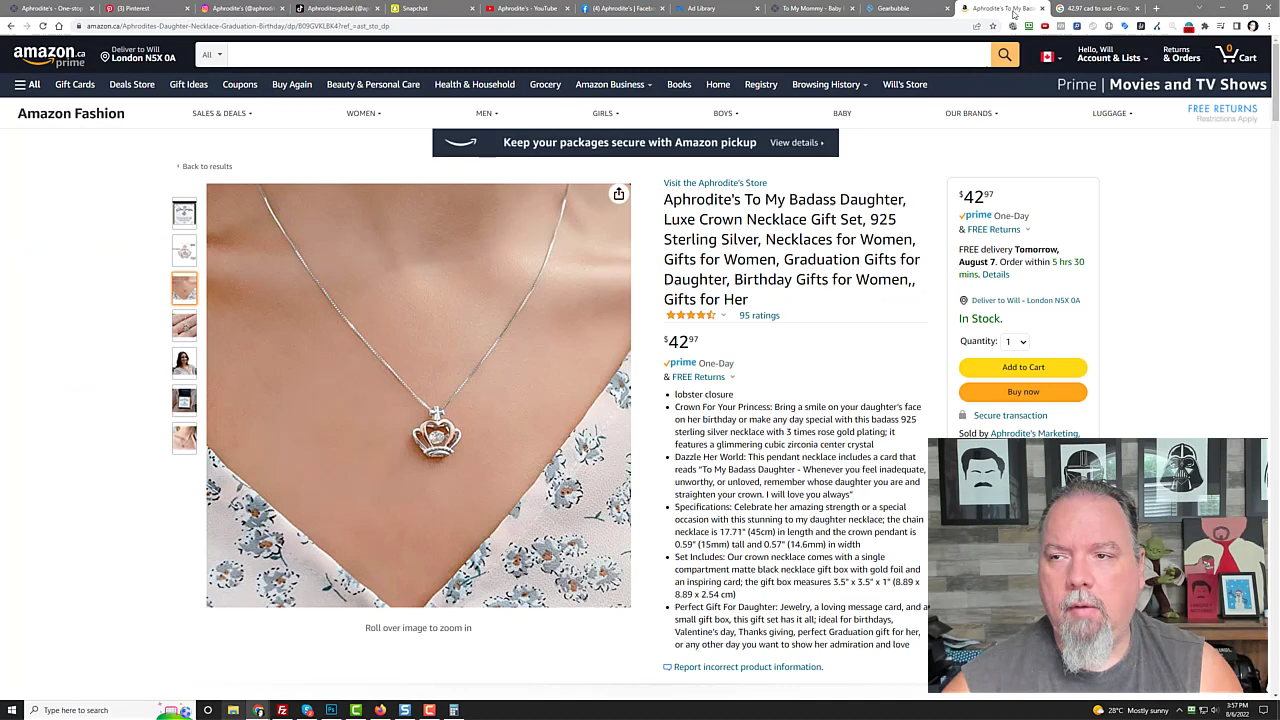 Aphrodite's - One-stop
(3) Pinterest
Instagram
Aphrodite's (@aphrod
Aphroditesglobal (@ap
Snapchat
Aphrodite's - YouTube
(4) Aphrodite's | Faceb
Ad Library
To My Mommy - Baby
Gearbubble
Aphrodite's To My Bad
42.97 cad to usd - Goo
amazon.ca/Aphrodites-Daughter-Necklace-Graduation-Birthday/dp/B09GVKLBK4?ref_=ast_sto_dp
amazon.ca
prime
Deliver to Will
London N5X 0A
All
Hello, Will
Account & Lists
Returns
& Orders
0
Cart
All
Gift Cards
Deals Store
Gift Ideas
Coupons
Buy Again
Beauty & Personal Care
Health & Household
Grocery
Amazon Business
Books
Home
Registry
Browsing History
Will's Store
Prime | Movies and TV Shows
Amazon Fashion
SALES & DEALS
WOMEN
MEN
GIRLS
BOYS
BABY
OUR BRANDS
LUGGAGE
FREE RETURNS
Restrictions Apply
Keep your packages secure with Amazon pickup
View details
‹ Back to results
Visit the Aphrodite's Store
Aphrodite's To My Badass Daughter,
Luxe Crown Necklace Gift Set, 925
Sterling Silver, Necklaces for Women,
Gifts for Women, Graduation Gifts for
Daughter, Birthday Gifts for Women,,
Gifts for Her
95 ratings
$42.97
prime One-Day
& FREE Returns
• lobster closure
• Crown For Your Princess: Bring a smile on your daughter's face
on her birthday or make any day special with this badass 925
sterling silver necklace with 3 times rose gold plating; it
features a glimmering cubic zirconia center crystal
• Dazzle Her World: This pendant necklace includes a card that
reads “To My Badass Daughter - Whenever you feel inadequate,
unworthy, or unloved, remember whose daughter you are and
straighten your crown. I will love you always”
• Specifications: Celebrate her amazing strength or a special
occasion with this stunning to my daughter necklace; the chain
necklace is 17.71" (45cm) in length and the crown pendant is
0.59" (15mm) tall and 0.57" (14.6mm) in width
• Set Includes: Our crown necklace comes with a single
compartment matte black necklace gift box with gold foil and
an inspiring card; the gift box measures 3.5" x 3.5" x 1" (8.89 x
8.89 x 2.54 cm)
• Perfect Gift For Daughter: Jewelry, a loving message card, and a
small gift box, this gift set has it all; ideal for birthdays,
Valentine's day, Thanks giving, perfect Graduation gift for her,
or any other day you want to show her admiration and love
Report incorrect product information.
Roll over image to zoom in
$42.97
prime One-Day
& FREE Returns
FREE delivery Tomorrow,
August 7. Order within 5 hrs 30
mins. Details
Deliver to Will - London N5X 0A
In Stock.
Quantity: 1
Add to Cart
Buy now
Secure transaction
Sold by Aphrodite's Marketing,
Type here to search
28°C Mostly sunny
3:57 PM
8/6/2022